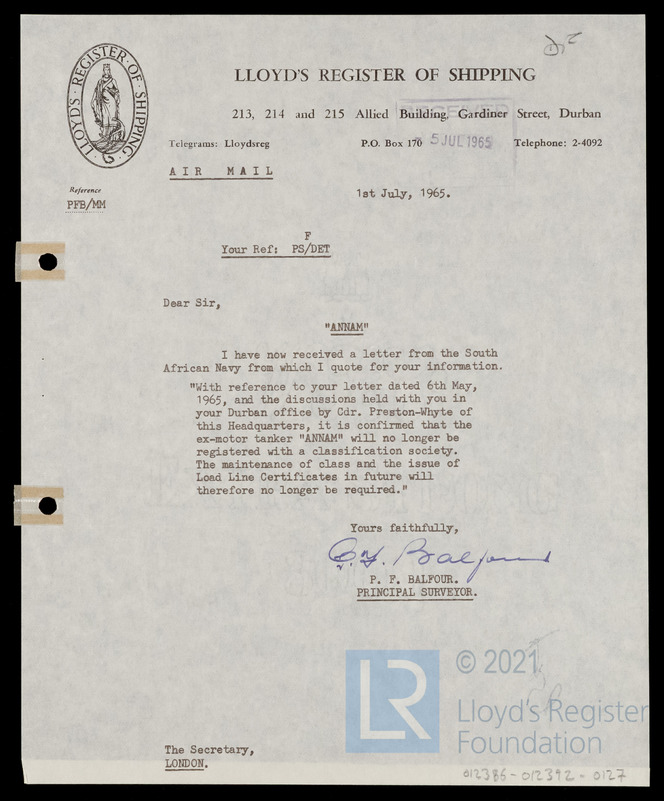 LLOYD'S REGISTER OF SHIPPING
LLOYD'S REGISTER OF SHIPPING
213, 214 and 215 Allied Building, Gardiner Street, Durban
RECEIVED
5 JUL 1965
Telegrams: Lloydsreg P.O. Box 170 Telephone: 2-4092
AIR MAIL
Reference
PFB/MM
1st July, 1965.
F
Your Ref: PS/DET
Dear Sir,
"ANNAM"
I have now received a letter from the South
African Navy from which I quote for your information.
"With reference to your letter dated 6th May,
1965, and the discussions held with you in
your Durban office by Cdr. Preston-Whyte of
this Headquarters, it is confirmed that the
ex-motor tanker "ANNAM" will no longer be
registered with a classification society.
The maintenance of class and the issue of
Load Line Certificates in future will
therefore no longer be required."
Yours faithfully,
P. F. BALFOUR.
PRINCIPAL SURVEYOR.
LR
© 2021
Lloyd's Register
Foundation
The Secretary,
LONDON.
012386-012392-0127